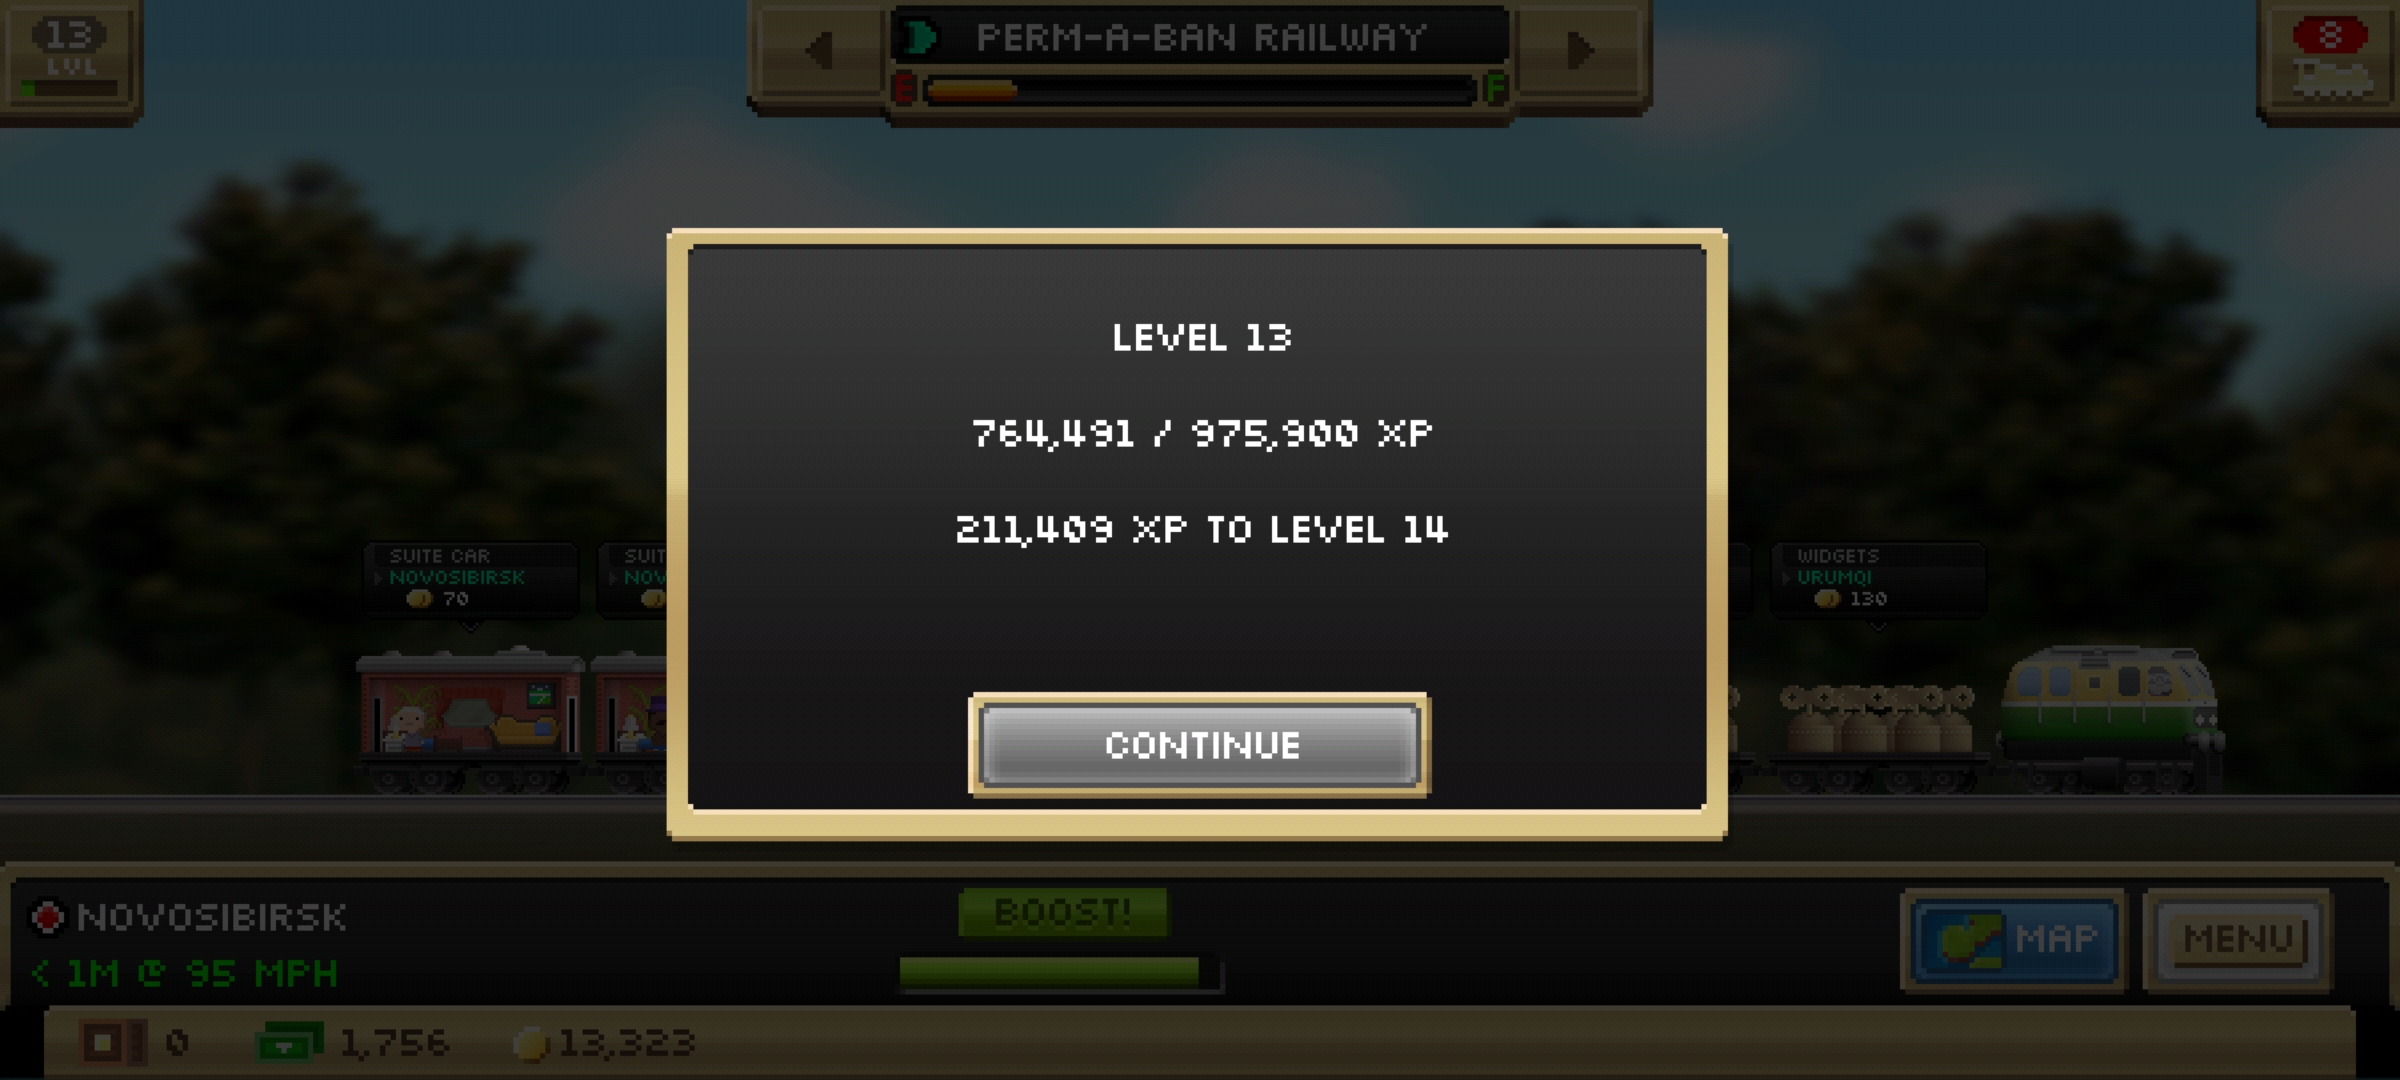 13
LVL
PERM-A-BAN RAILWAY
E
F
8
LEVEL 13
764,491 / 975,900 XP
211,409 XP TO LEVEL 14
CONTINUE
SUITE CAR
NOVOSIBIRSK
70
SUIT
NOV
WIDGETS
URUMQI
130
NOVOSIBIRSK
< 1M @ 95 MPH
BOOST!
MAP
MENU
0
1,756
13,323